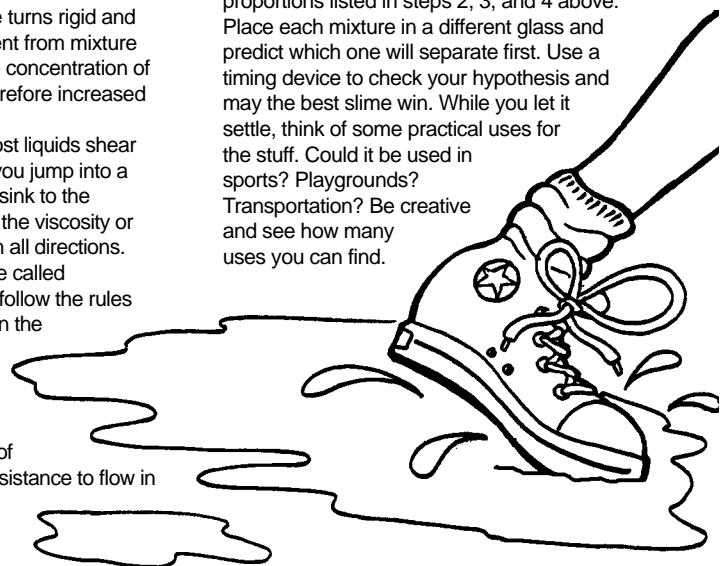 e turns rigid and
ent from mixture
concentration of
refore increased
ost liquids shear
you jump into a
sink to the
the viscosity or
n all directions.
e called
follow the rules
n the
of
sistance to flow in
proportions listed in steps 2, 3, and 4 above.
Place each mixture in a different glass and
predict which one will separate first. Use a
timing device to check your hypothesis and
may the best slime win. While you let it
settle, think of some practical uses for
the stuff. Could it be used in
sports? Playgrounds?
Transportation? Be creative
and see how many
uses you can find.